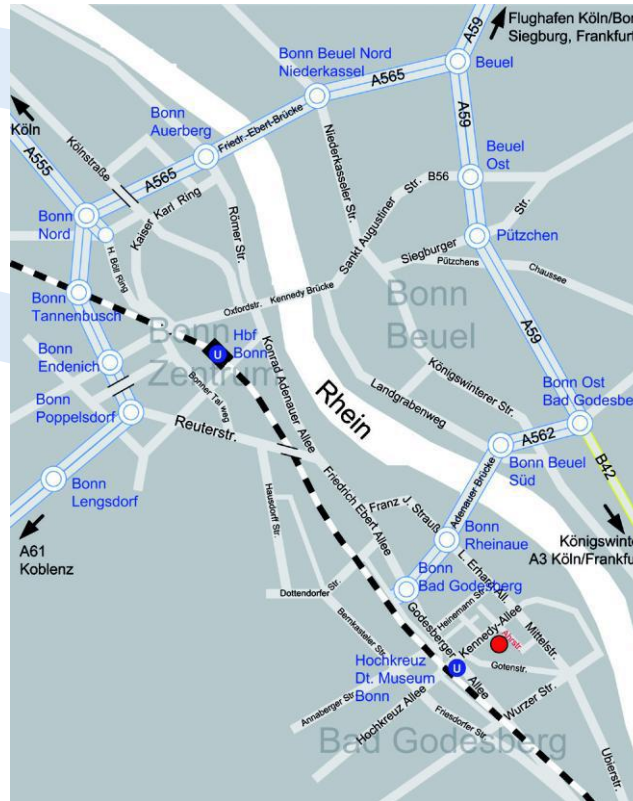 A59
Flughafen Köln/Bon
Siegburg, Frankfurt
Bonn Beuel Nord
Niederkassel
A565
Beuel
Köln
Kölnstraße
Bonn
Auerberg
Friedr.-Ebert-Brücke
A59
A555
A565
Niederkasseler Str.
Beuel
Ost
B56
Str.
Kaiser Karl Ring
Römer Str.
Sankt Augustiner
Bonn
Nord
H. Böll Ring
Siegburger
Str.
Pützchen
Pützchens
Chaussee
Bonn
Tannenbusch
Oxfordstr.
Kennedy Brücke
Bonn
Beuel
A59
Bonn
Zentrum
U
Hbf
Bonn
Bonn
Endenich
Konrad Adenauer Allee
Rhein
Landgrabenweg
Königswinterer Str.
Bonn Ost
Bad Godesbe
Bonn
Poppelsdorf
Bonner Tal weg
Reuterstr.
A562
B42
Bonn Beuel
Süd
Bonn
Lengsdorf
Hausdorff Str.
Friedrich Ebert Allee
Franz J. Strauß
Adenauer Brücke
A61
Koblenz
Bonn
Rheinaue
Königswinte
A3 Köln/Frankfu
Bonn
Bad Godesberg
L. Erhard All.
Dottendorfer
Str.
Bernkasteler Str.
Godesberger
Allee
Heinemann Str.
Kennedy-Allee
Ahrstr.
Mittelstr.
Gotenstr.
Hochkreuz
Dt. Museum
Bonn
U
Annaberger Str.
Hochkreuz Allee
Friesdorfer Str.
Wurzer Str.
Bad Godesberg
Ubierstr.